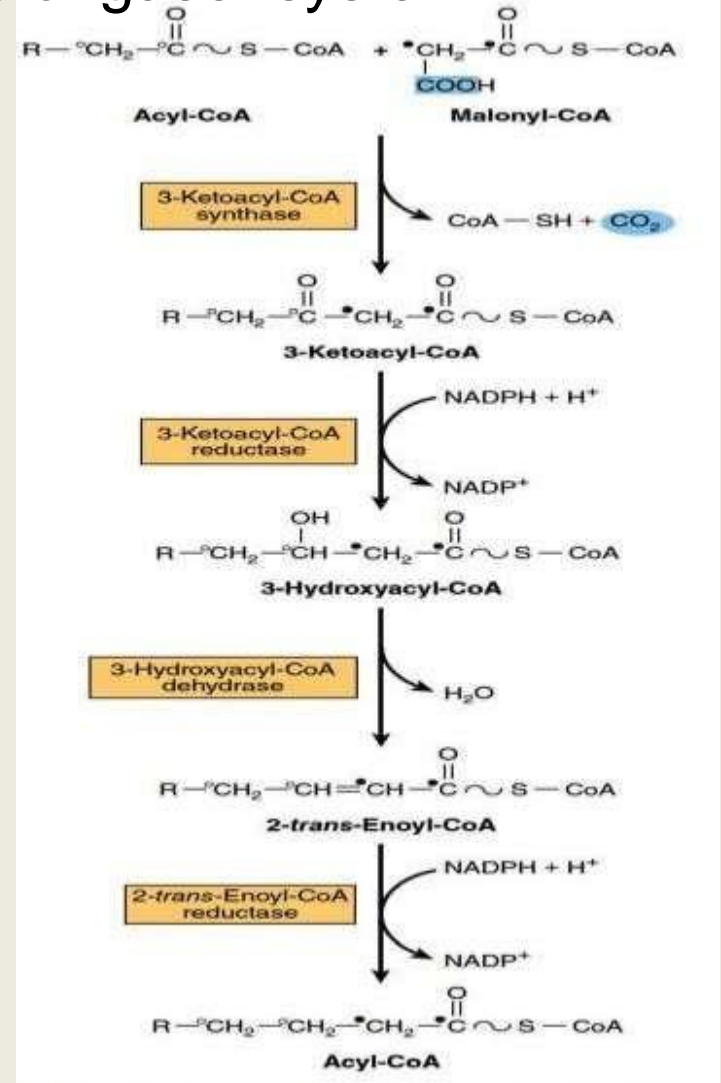 O O
R—°CH₂—°C ~ S—CoA + •CH₂—•C ~ S—CoA
COOH
Acyl-CoA Malonyl-CoA
3-Ketoacyl-CoA
synthase
CoA—SH + CO₂
O O
R—°CH₂—°C—•CH₂—•C ~ S—CoA
3-Ketoacyl-CoA
NADPH + H⁺
3-Ketoacyl-CoA
reductase
NADP⁺
OH O
R—°CH₂—°CH—•CH₂—•C ~ S—CoA
3-Hydroxyacyl-CoA
3-Hydroxyacyl-CoA
dehydrase
H₂O
O
R—°CH₂—°CH=•CH—•C ~ S—CoA
2-trans-Enoyl-CoA
NADPH + H⁺
2-trans-Enoyl-CoA
reductase
NADP⁺
O
R—°CH₂—°CH₂—•CH₂—•C ~ S—CoA
Acyl-CoA